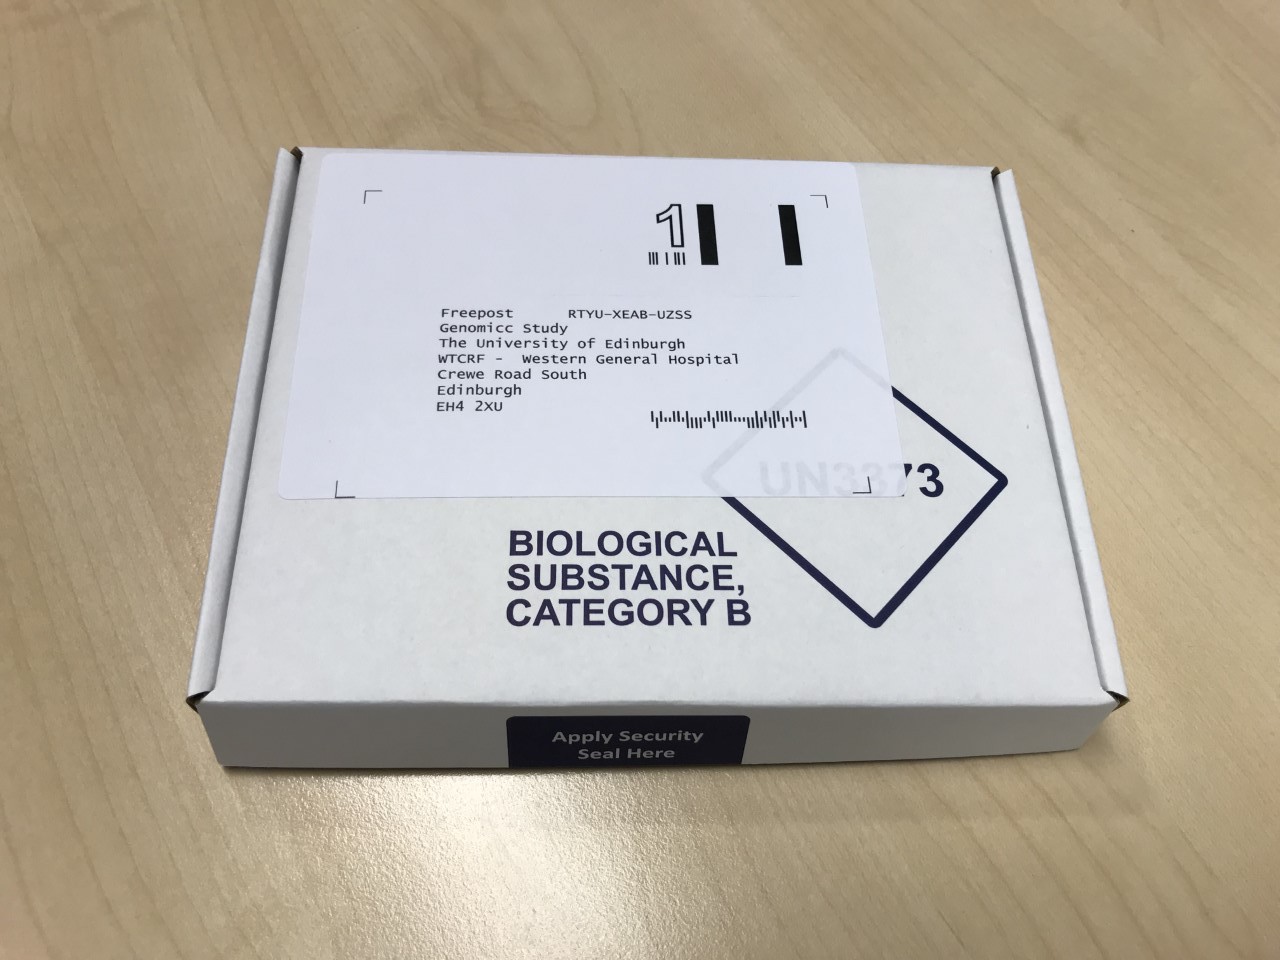 1
Freepost RTYU-XEAB-UZSS
Genomicc Study
The University of Edinburgh
WTCRF - Western General Hospital
Crewe Road South
Edinburgh
EH4 2XU
UN3373
BIOLOGICAL
SUBSTANCE,
CATEGORY B
Apply Security
Seal Here